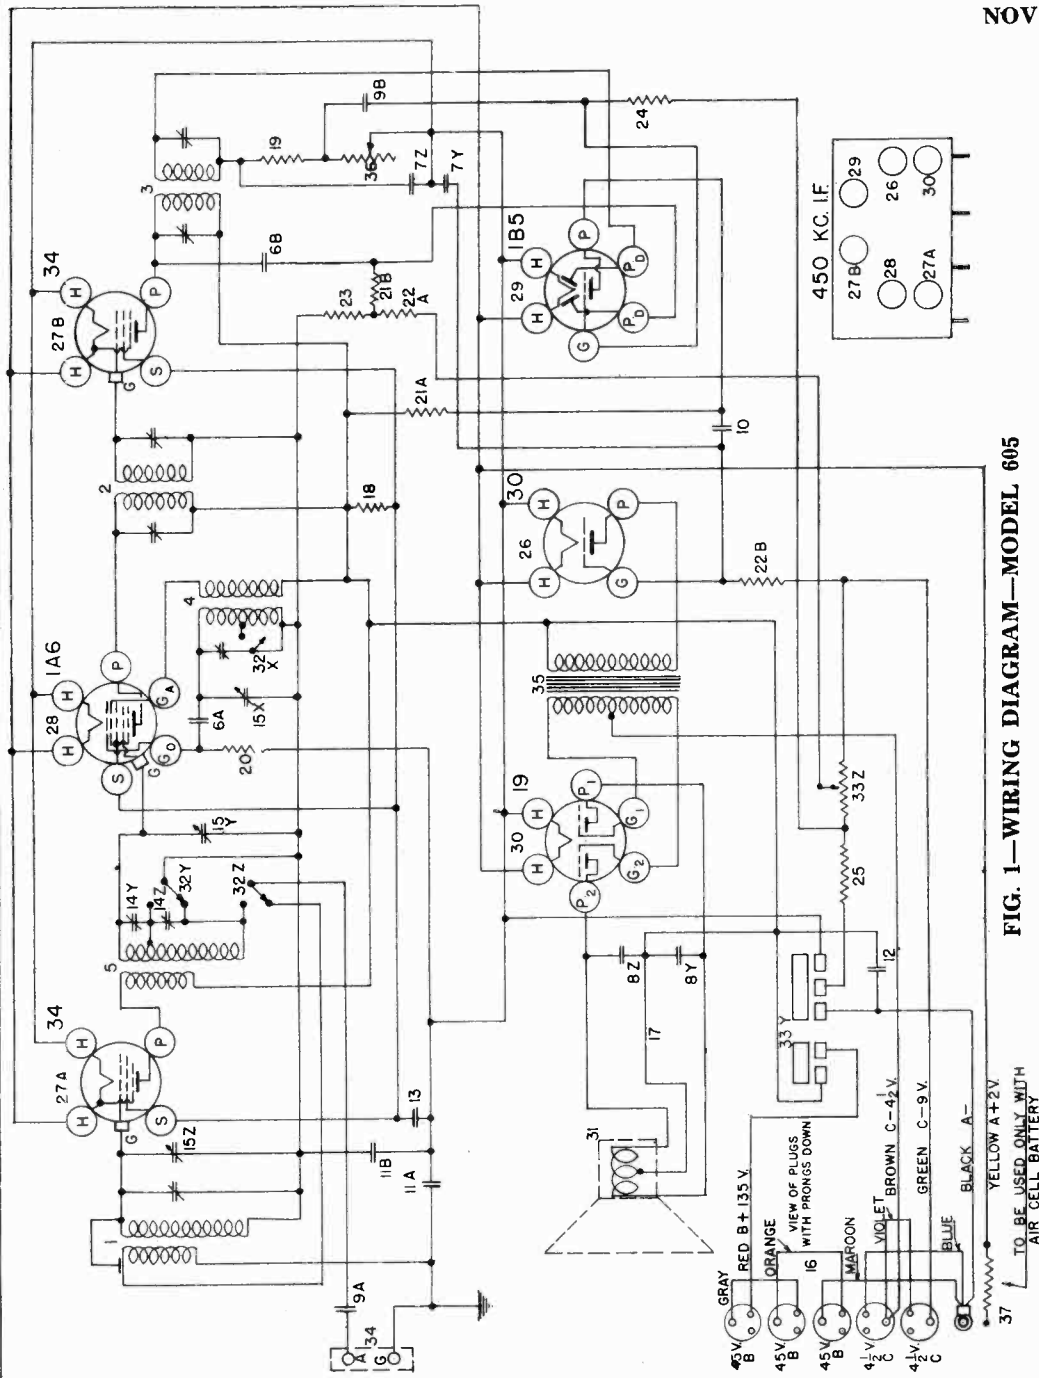 NOV
34
27B
H
H
P
G
S
3
19
9B
36
7Z
7Y
24
6B
23
21B
22
A
1B5
29
H
H
P
PD
PD
G
450 KC. I.F.
27B
29
28
26
27A
30
2
18
21A
10
1A6
28
H
H
P
S
G
GO
GA
4
32
X
15X
6A
20
30
26
H
H
P
G
22B
35
15
Y
14Y
14Z
32Y
32Z
5
19
30
H
H
P1
P2
G1
G2
33Z
25
34
27A
H
H
P
G
S
8Z
8Y
17
12
33
Y
13
15Z
11B
11A
1
31
9A
34
A
G
GRAY
RED B+135 V.
ORANGE
VIEW OF PLUGS
WITH PRONGS DOWN
16
MAROON
VIOLET
BROWN C-4½V.
GREEN C-9V.
BLUE
BLACK A-
YELLOW A+2V.
45V.
B
45V.
B
45V.
B
4½V.
C
4½V.
C
37
TO BE USED ONLY WITH
AIR CELL BATTERY
FIG. 1—WIRING DIAGRAM—MODEL 605